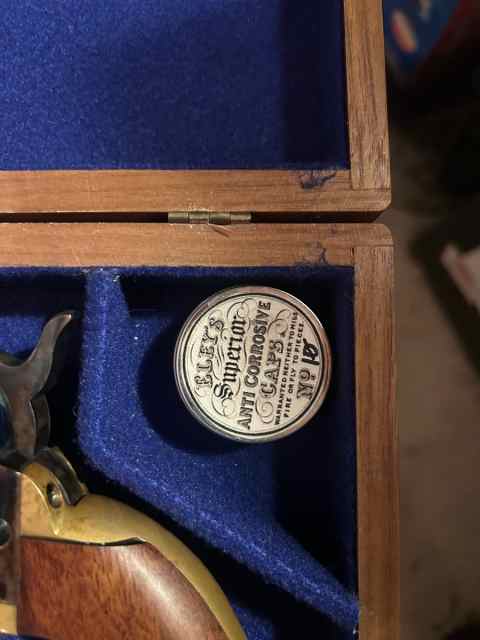 ELEY'S
Superior
ANTI CORROSIVE
CAPS,
WARRANTED NEITHER TO MISS
FIRE OR FLY TO PIECES.
Nº 10